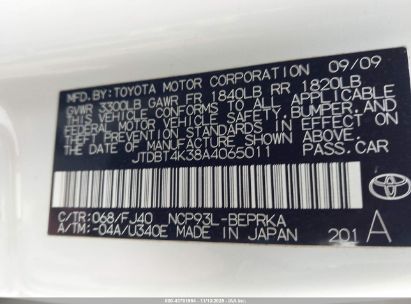 MFD. BY: TOYOTA MOTOR CORPORATION 09/09
GVWR 3300LB GAWR FR 1840LB RR 1820LB
THIS VEHICLE CONFORMS TO ALL APPLICABLE
FEDERAL MOTOR VEHICLE SAFETY, BUMPER, AND
THEFT PREVENTION STANDARDS IN EFFECT ON
THE DATE OF MANUFACTURE SHOWN ABOVE.
JTDBT4K38A4065011 PASS. CAR
C/TR: 068/FJ40 NCP93L-BEPRKA
A/TM: -04A/U340E MADE IN JAPAN 201 A
TOYOTA